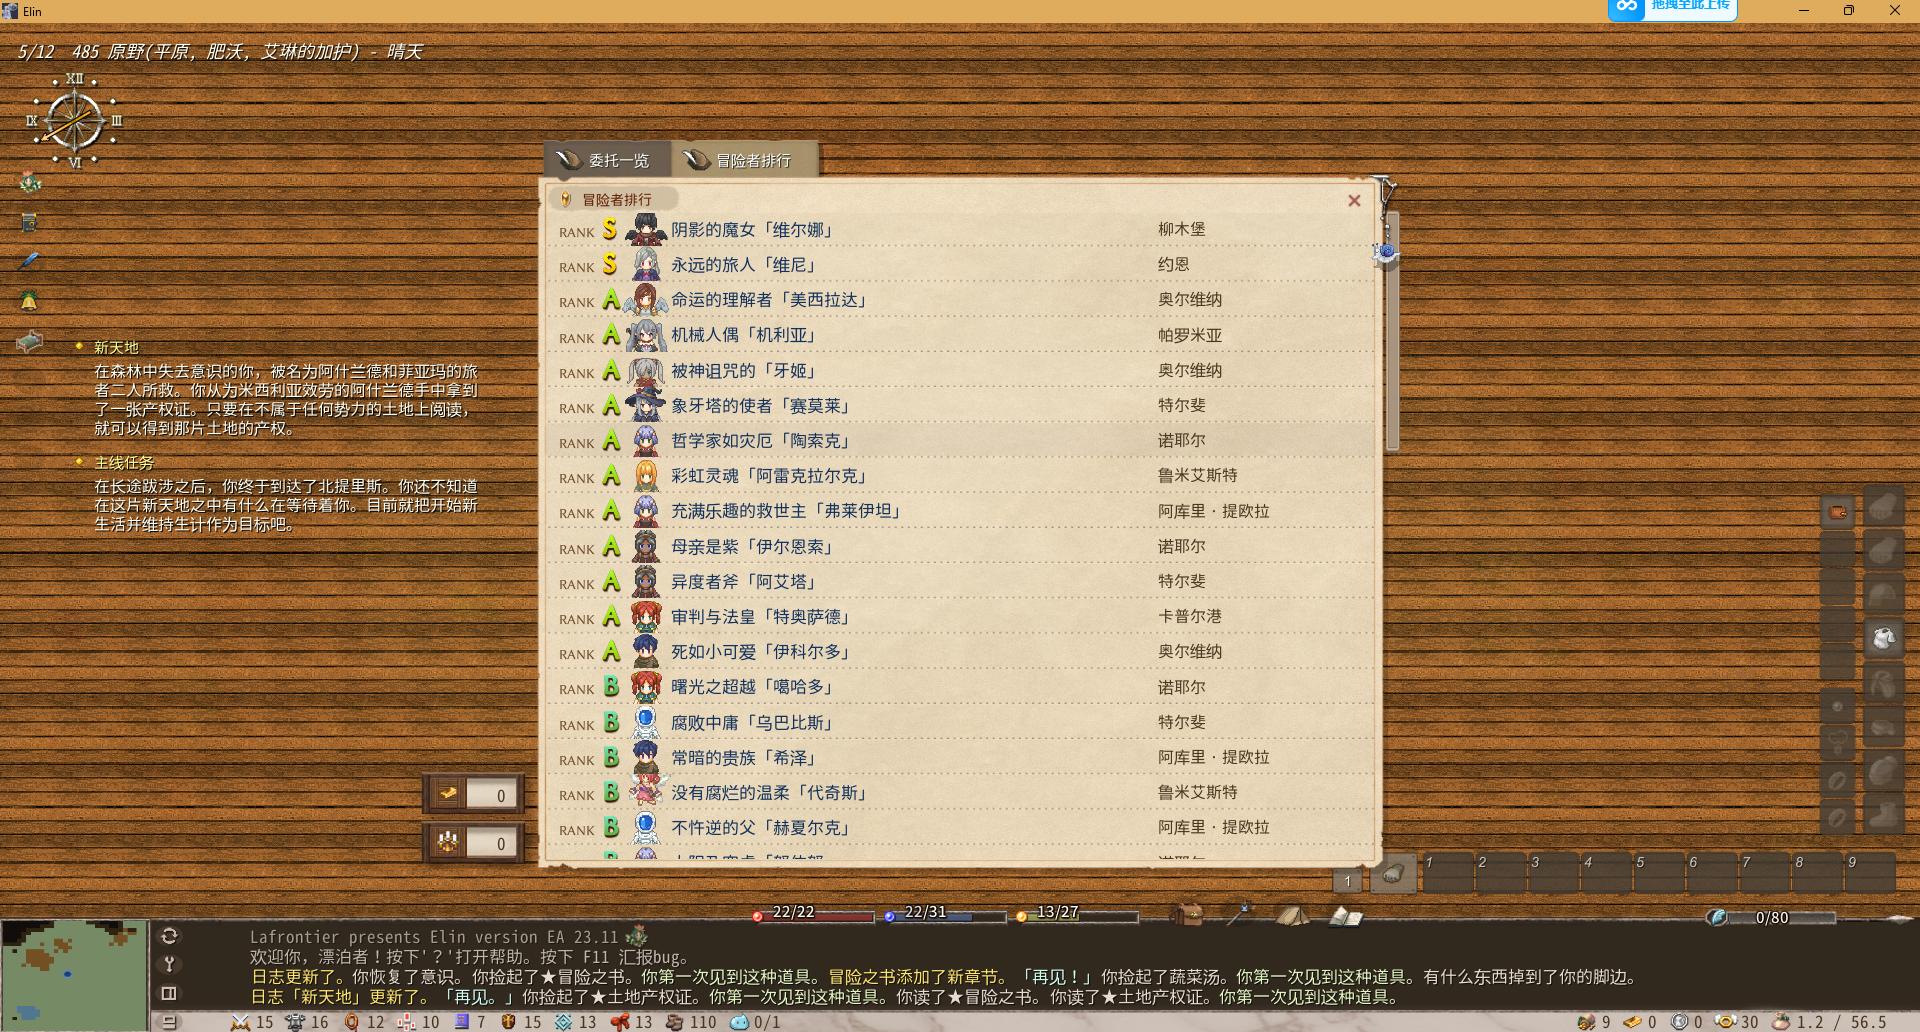 Elin
拖拽至此上传
5/12 485 原野(平原, 肥沃, 艾琳的加护) - 晴天
XII
IX
III
VI
委托一览
冒险者排行
冒险者排行
RANK S 阴影的魔女「维尔娜」 柳木堡
RANK S 永远的旅人「维尼」 约恩
RANK A 命运的理解者「美西拉达」 奥尔维纳
RANK A 机械人偶「机利亚」 帕罗米亚
RANK A 被神诅咒的「牙姬」 奥尔维纳
RANK A 象牙塔的使者「赛莫莱」 特尔斐
RANK A 哲学家如灾厄「陶索克」 诺耶尔
RANK A 彩虹灵魂「阿雷克拉尔克」 鲁米艾斯特
RANK A 充满乐趣的救世主「弗莱伊坦」 阿库里·提欧拉
RANK A 母亲是紫「伊尔恩索」 诺耶尔
RANK A 异度者斧「阿艾塔」 特尔斐
RANK A 审判与法皇「特奥萨德」 卡普尔港
RANK A 死如小可爱「伊科尔多」 奥尔维纳
RANK B 曙光之超越「噶哈多」 诺耶尔
RANK B 腐败中庸「乌巴比斯」 特尔斐
RANK B 常暗的贵族「希泽」 阿库里·提欧拉
RANK B 没有腐烂的温柔「代奇斯」 鲁米艾斯特
RANK B 不忤逆的父「赫夏尔克」 阿库里·提欧拉
新天地
在森林中失去意识的你，被名为阿什兰德和菲亚玛的旅
者二人所救。你从为米西利亚效劳的阿什兰德手中拿到
了一张产权证。只要在不属于任何势力的土地上阅读，
就可以得到那片土地的产权。
主线任务
在长途跋涉之后，你终于到达了北提里斯。你还不知道
在这片新天地之中有什么在等待着你。目前就把开始新
生活并维持生计作为目标吧。
0
0
1
1 2 3 4 5 6 7 8 9
22/22 22/31 13/27 0/80
Lafrontier presents Elin version EA 23.11
欢迎你，漂泊者！按下'？'打开帮助。按下 F11 汇报bug。
日志更新了。你恢复了意识。你捡起了★冒险之书。你第一次见到这种道具。冒险之书添加了新章节。「再见！」你捡起了蔬菜汤。你第一次见到这种道具。有什么东西掉到了你的脚边。
日志「新天地」更新了。「再见。」你捡起了★土地产权证。你第一次见到这种道具。你读了★冒险之书。你读了★土地产权证。你第一次见到这种道具。
15 16 12 10 7 15 13 13 110 0/1 9 0 0 30 1.2 / 56.5